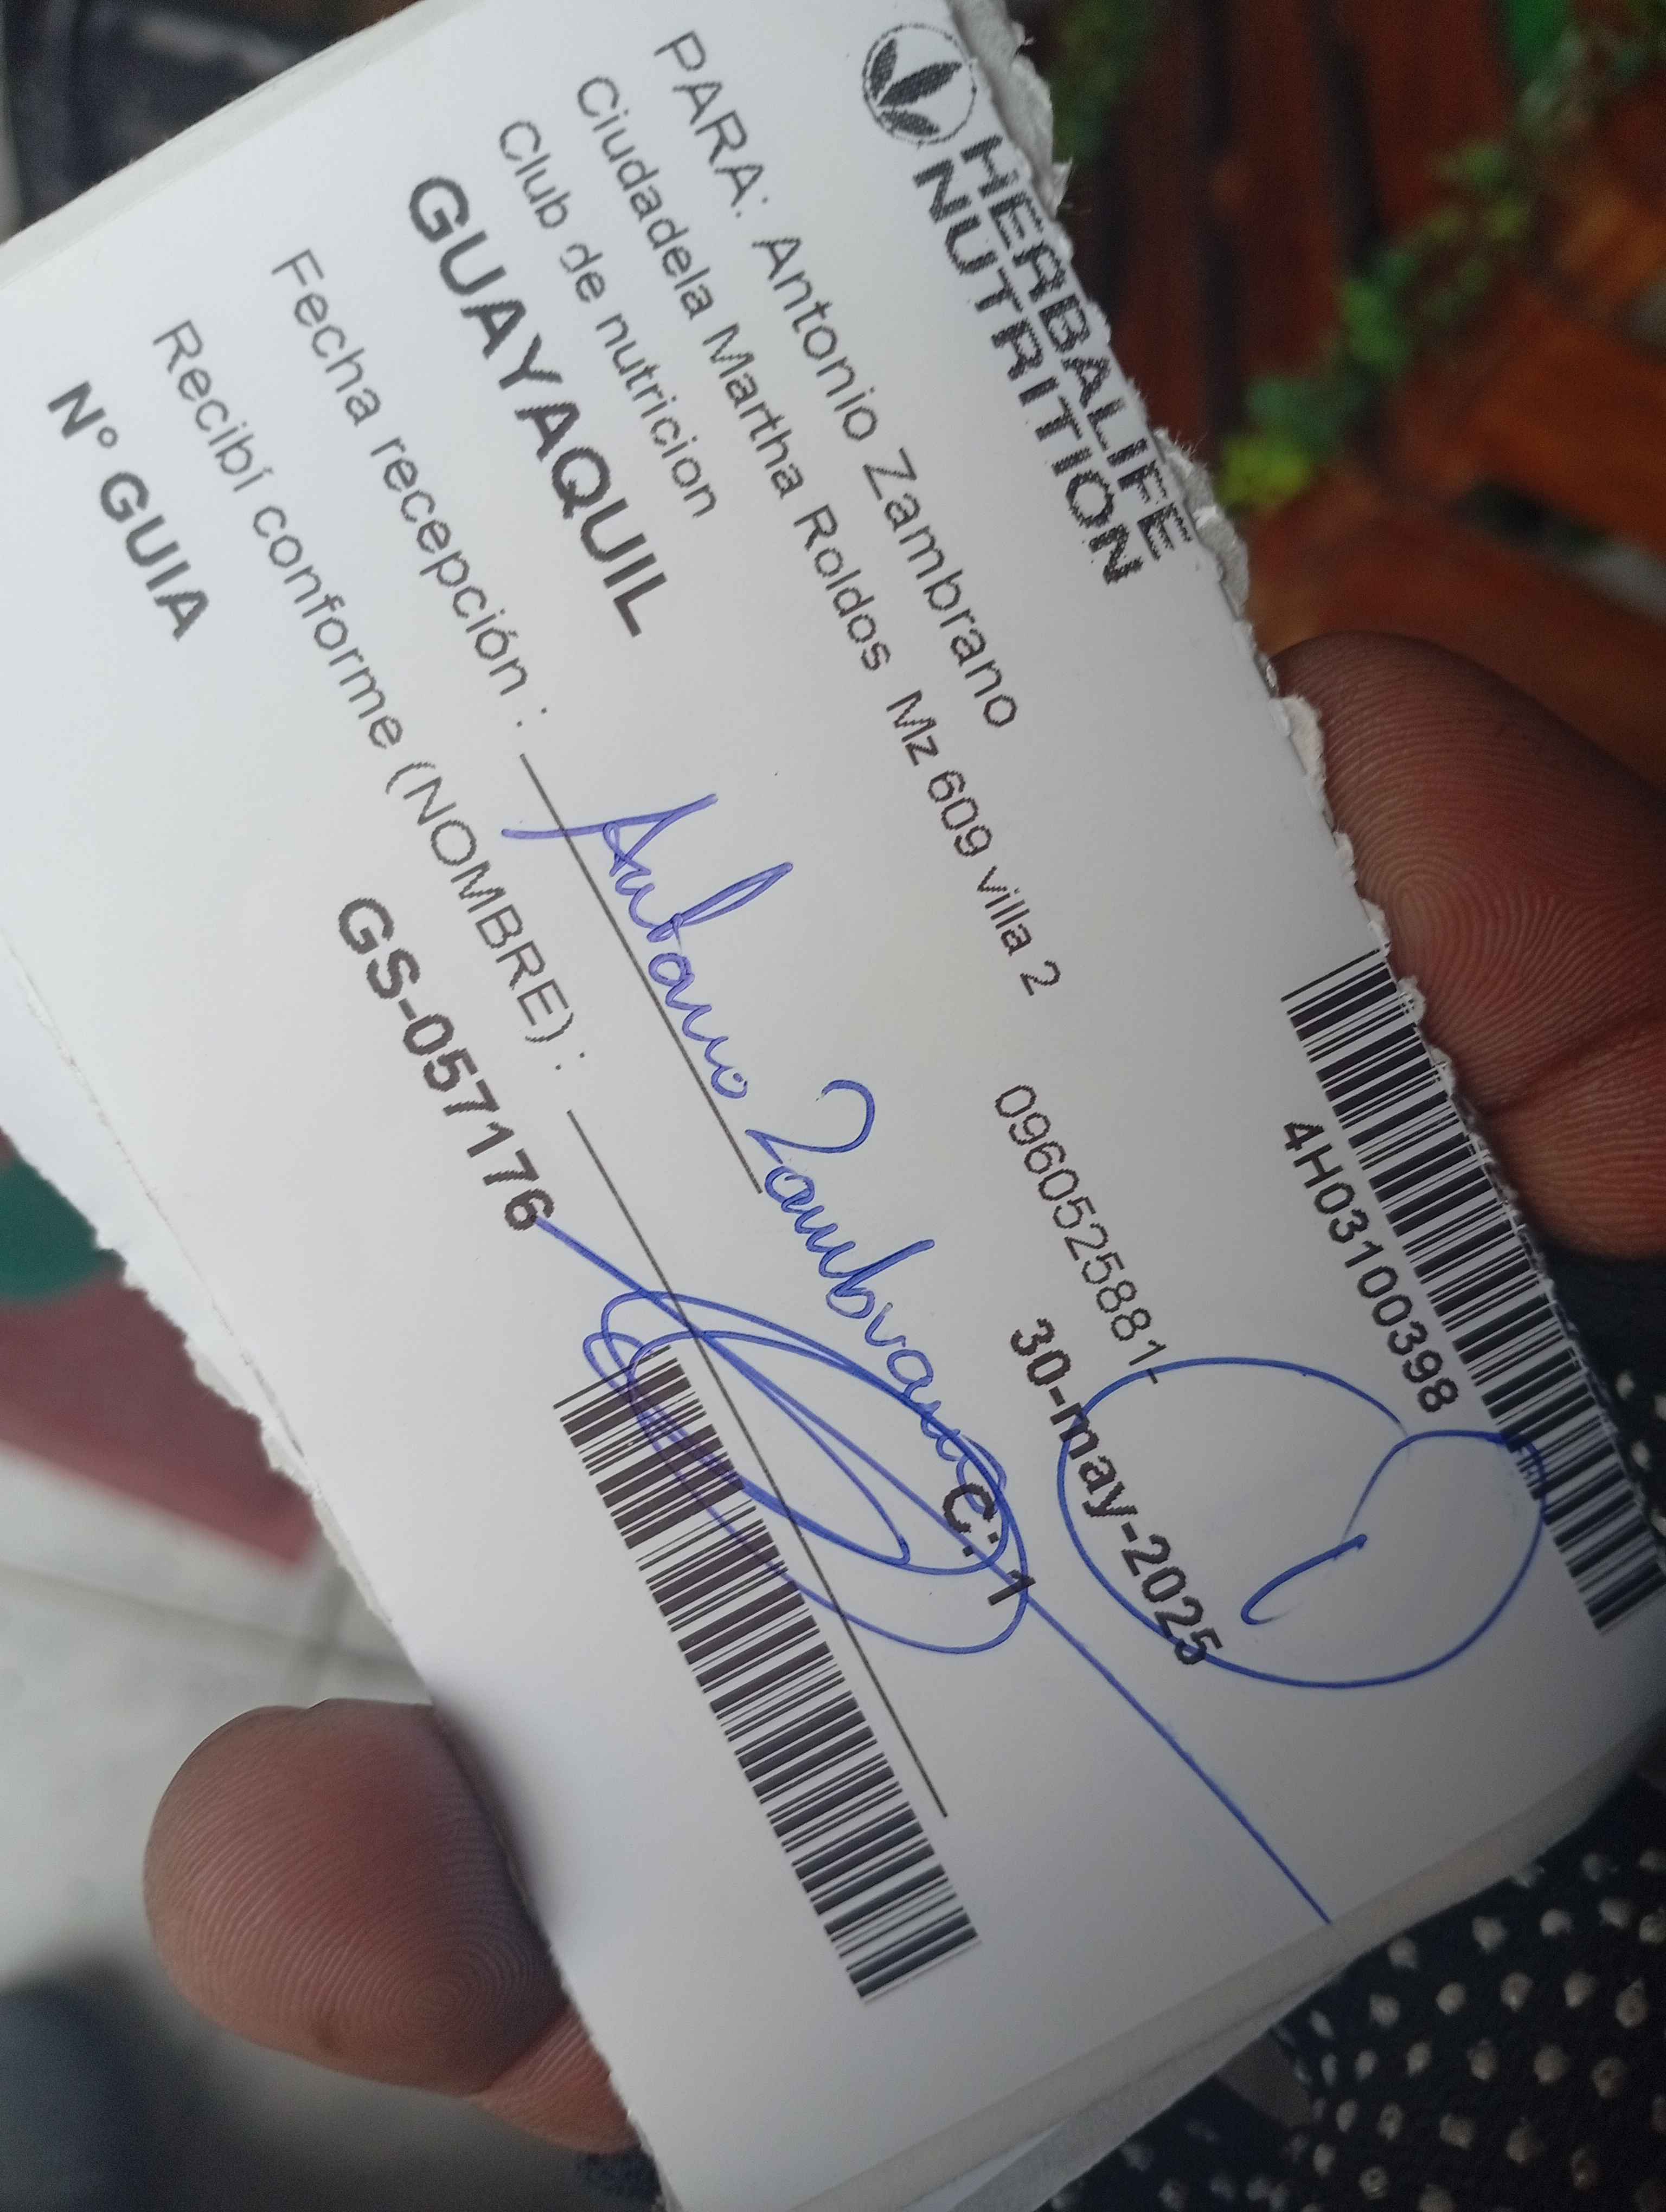 HERBALIFE
NUTRITION
4H03100398
PARA: Antonio Zambrano
Ciudadela Martha Roldos Mz 609 villa 2
0960525881
Club de nutricion
30-may-2025
GUAYAQUIL
C: 1
Fecha recepción :
Antonio Zambrano
Recibí conforme (NOMBRE) :
Nº GUIA
GS-057176